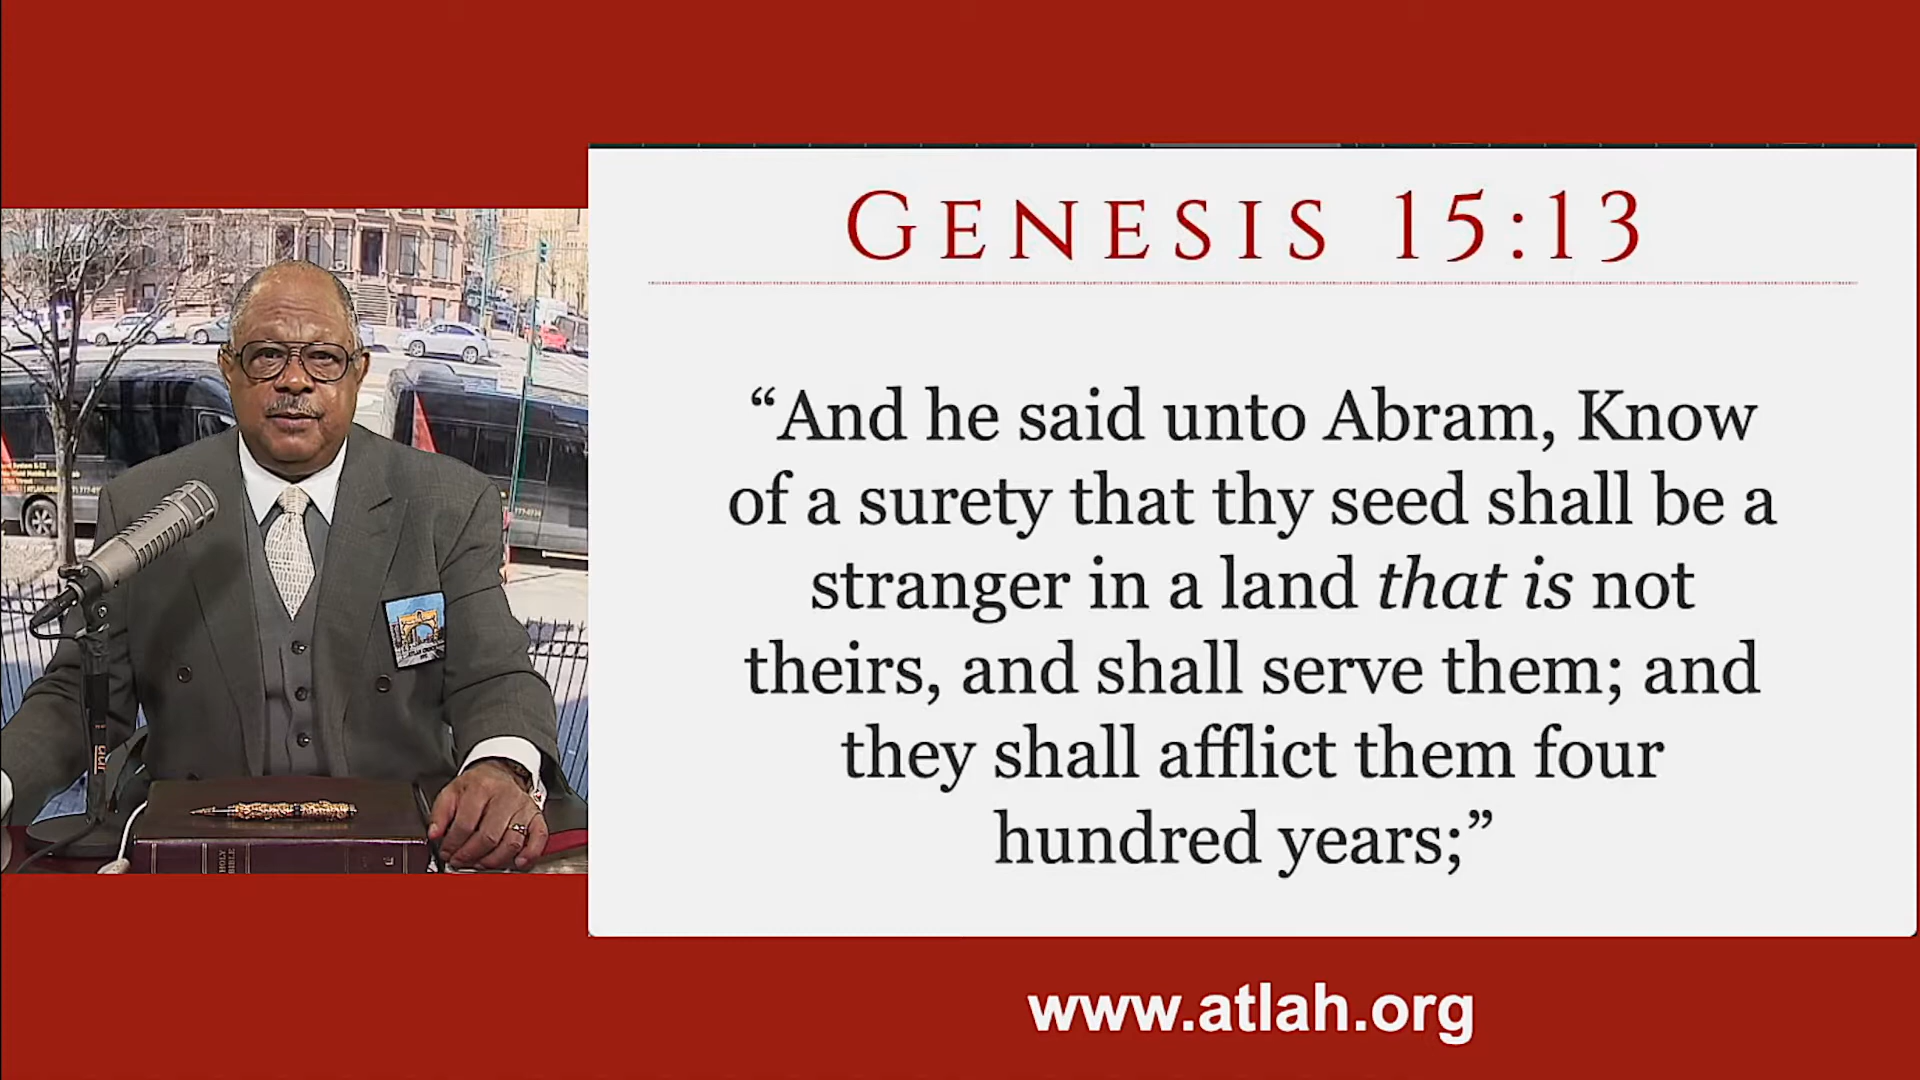 GENESIS 15:13
“And he said unto Abram, Know
of a surety that thy seed shall be a
stranger in a land that is not
theirs, and shall serve them; and
they shall afflict them four
hundred years;”
www.atlah.org
HOLY
BIBLE